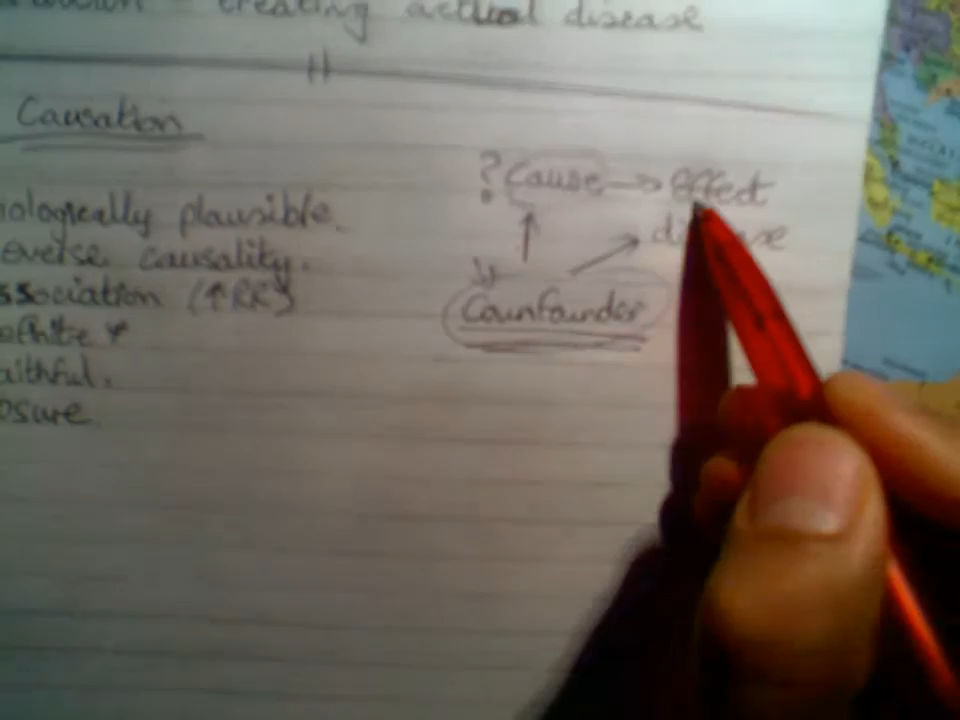 creating actual disease
Causation
? Cause → effect
disease
Counfounder
ologically plausible.
everse causality.
ssociation (↑RR)
efinite
aithful.
osure